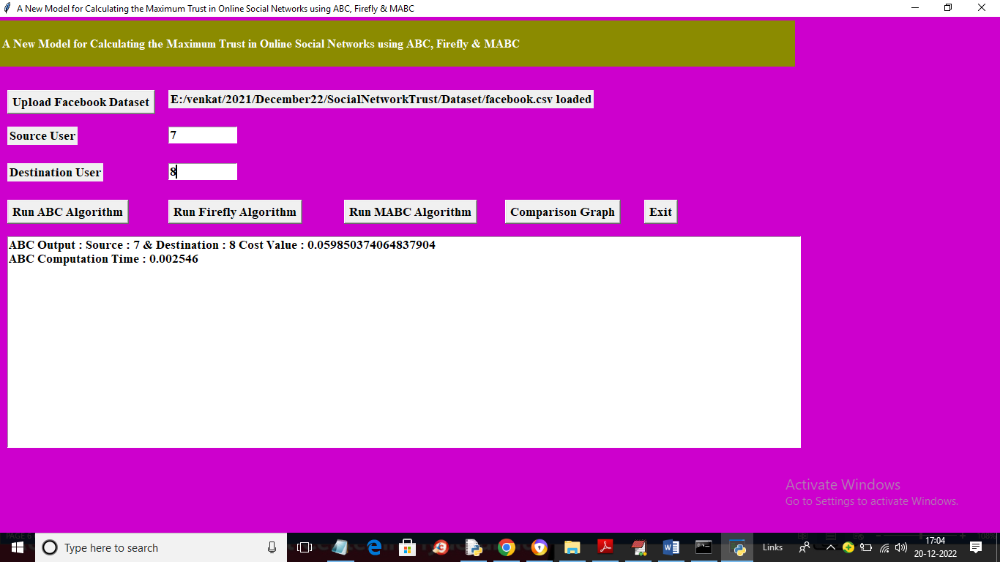 A New Model for Calculating the Maximum Trust in Online Social Networks using ABC, Firefly & MABC
A New Model for Calculating the Maximum Trust in Online Social Networks using ABC, Firefly & MABC
Upload Facebook Dataset E:/venkat/2021/December22/SocialNetworkTrust/Dataset/facebook.csv loaded
Source User 7
Destination User 8
Run ABC Algorithm Run Firefly Algorithm Run MABC Algorithm Comparison Graph Exit
ABC Output : Source : 7 & Destination : 8 Cost Value : 0.059850374064837904
ABC Computation Time : 0.002546
Activate Windows
Go to Settings to activate Windows.
PAGE 6 100%
Type here to search Links 17:04
20-12-2022